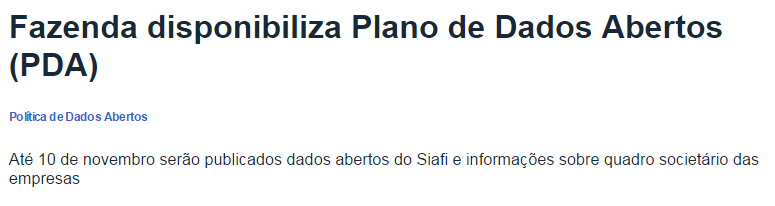 Fazenda disponibiliza Plano de Dados Abertos
(PDA)
Política de Dados Abertos
Até 10 de novembro serão publicados dados abertos do Siafi e informações sobre quadro societário das
empresas